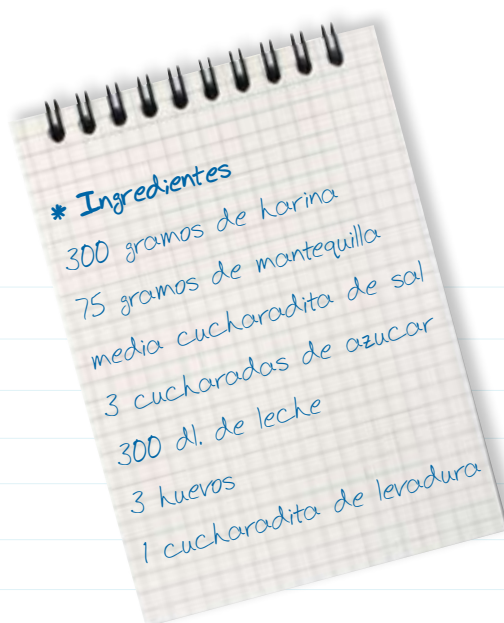 * Ingredientes
300 gramos de harina
75 gramos de mantequilla
media cucharadita de sal
3 cucharadas de azucar
300 dl. de leche
3 huevos
1 cucharadita de levadura